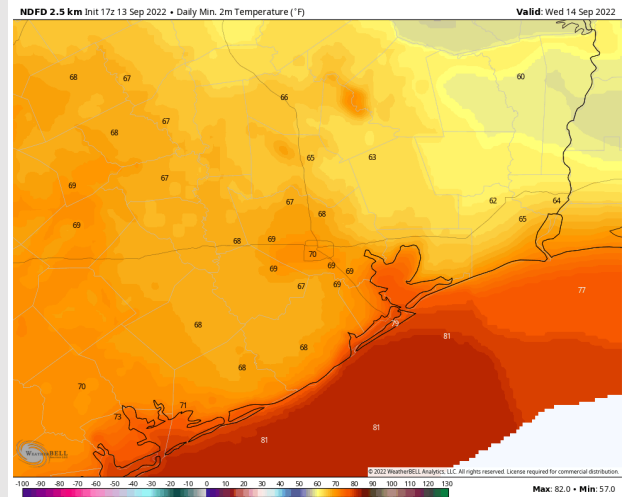 NDFD 2.5 km Init 17z 13 Sep 2022 • Daily Min. 2m Temperature (°F)
Valid: Wed 14 Sep 2022
68 67 60
66
67
68
65 63
67
69
67 62 64
68 65
69
68 69
70
69 69 69
67 69
77
79
68
81
68
68
70
71
73
81
81
WEATHERBELL
© 2022 WeatherBELL Analytics, LLC. All rights reserved. License required for commercial distribution.
-100 -90 -80 -70 -60 -50 -40 -30 -20 -10 0 10 20 30 40 50 60 70 80 90 100 110 120 130
Max: 82.0 • Min: 57.0